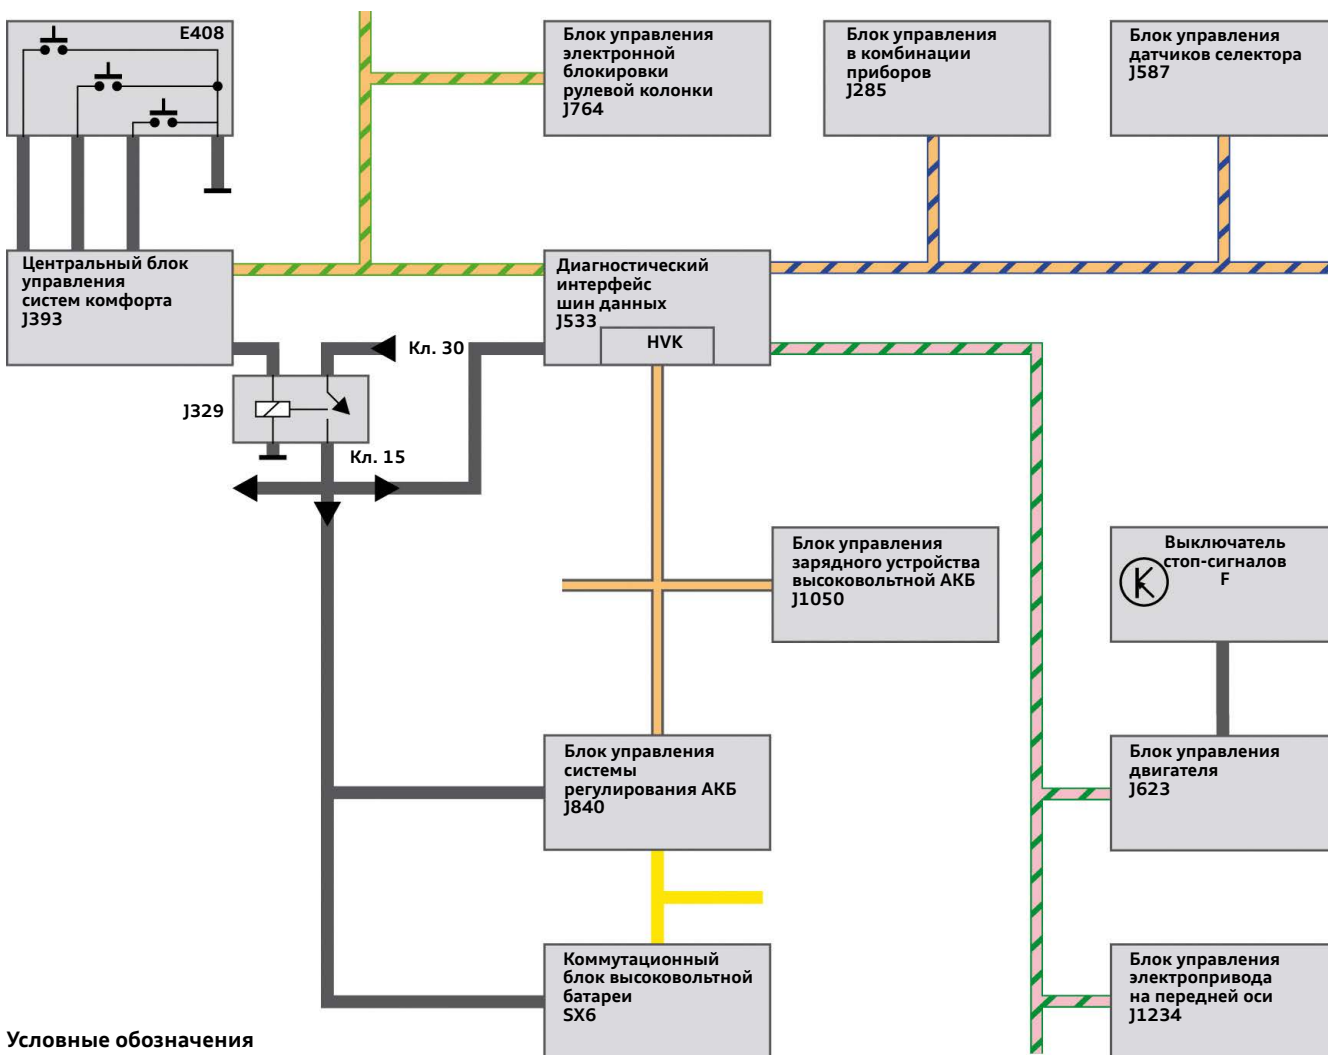 E408
Блок управления
электронной
блокировки
рулевой колонки
J764
Блок управления
в комбинации
приборов
J285
Блок управления
датчиков селектора
J587
Центральный блок
управления
систем комфорта
J393
Диагностический
интерфейс
шин данных
J533
HVK
Кл. 30
J329
Кл. 15
Блок управления
зарядного устройства
высоковольтной АКБ
J1050
Выключатель
стоп-сигналов
F
Блок управления
системы
регулирования АКБ
J840
Блок управления
двигателя
J623
Коммутационный
блок высоковольтной
батареи
SX6
Блок управления
электропривода
на передней оси
J1234
Условные обозначения